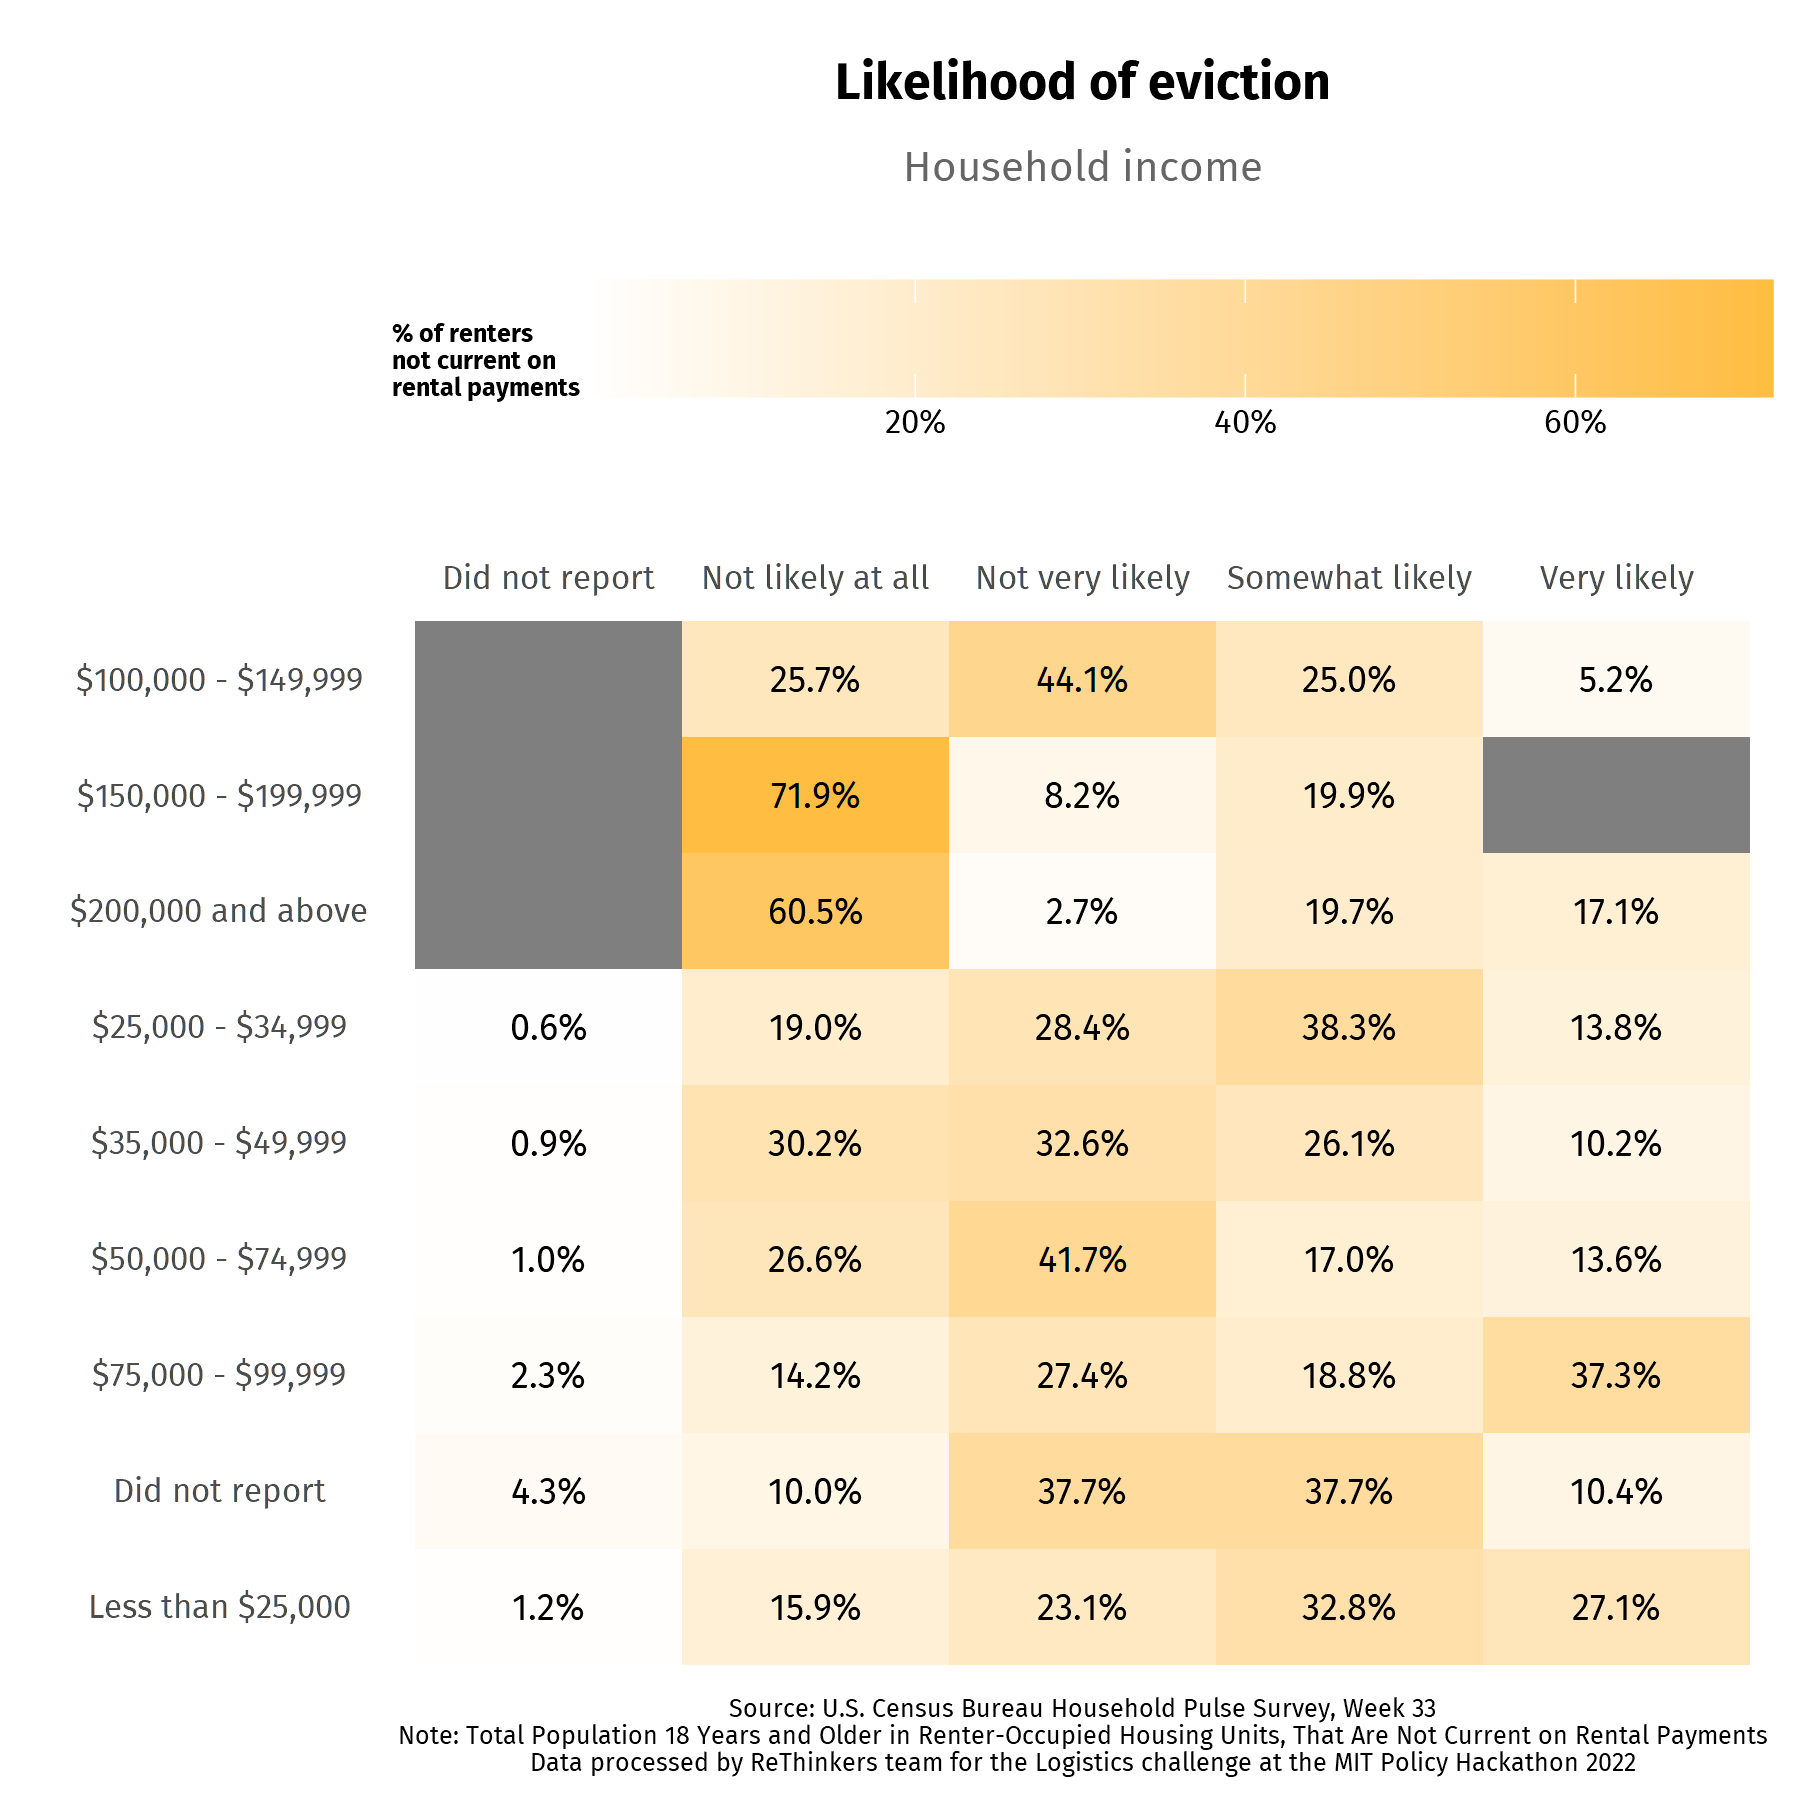 Likelihood of eviction
Household income
% of renters
not current on
rental payments
20% 40% 60%
Did not report Not likely at all Not very likely Somewhat likely Very likely
$100,000 - $149,999 25.7% 44.1% 25.0% 5.2%
$150,000 - $199,999 71.9% 8.2% 19.9%
$200,000 and above 60.5% 2.7% 19.7% 17.1%
$25,000 - $34,999 0.6% 19.0% 28.4% 38.3% 13.8%
$35,000 - $49,999 0.9% 30.2% 32.6% 26.1% 10.2%
$50,000 - $74,999 1.0% 26.6% 41.7% 17.0% 13.6%
$75,000 - $99,999 2.3% 14.2% 27.4% 18.8% 37.3%
Did not report 4.3% 10.0% 37.7% 37.7% 10.4%
Less than $25,000 1.2% 15.9% 23.1% 32.8% 27.1%
Source: U.S. Census Bureau Household Pulse Survey, Week 33
Note: Total Population 18 Years and Older in Renter-Occupied Housing Units, That Are Not Current on Rental Payments
Data processed by ReThinkers team for the Logistics challenge at the MIT Policy Hackathon 2022